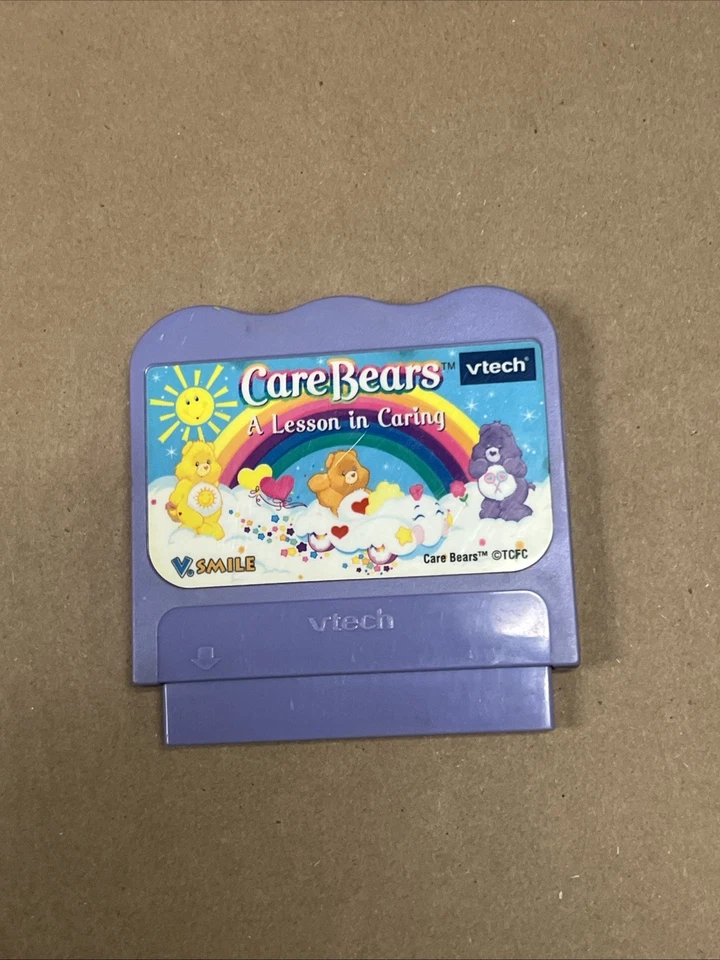 CareBears™ vtech®
A Lesson in Caring
V.SMILE
Care Bears™ ©TCFC
vtech